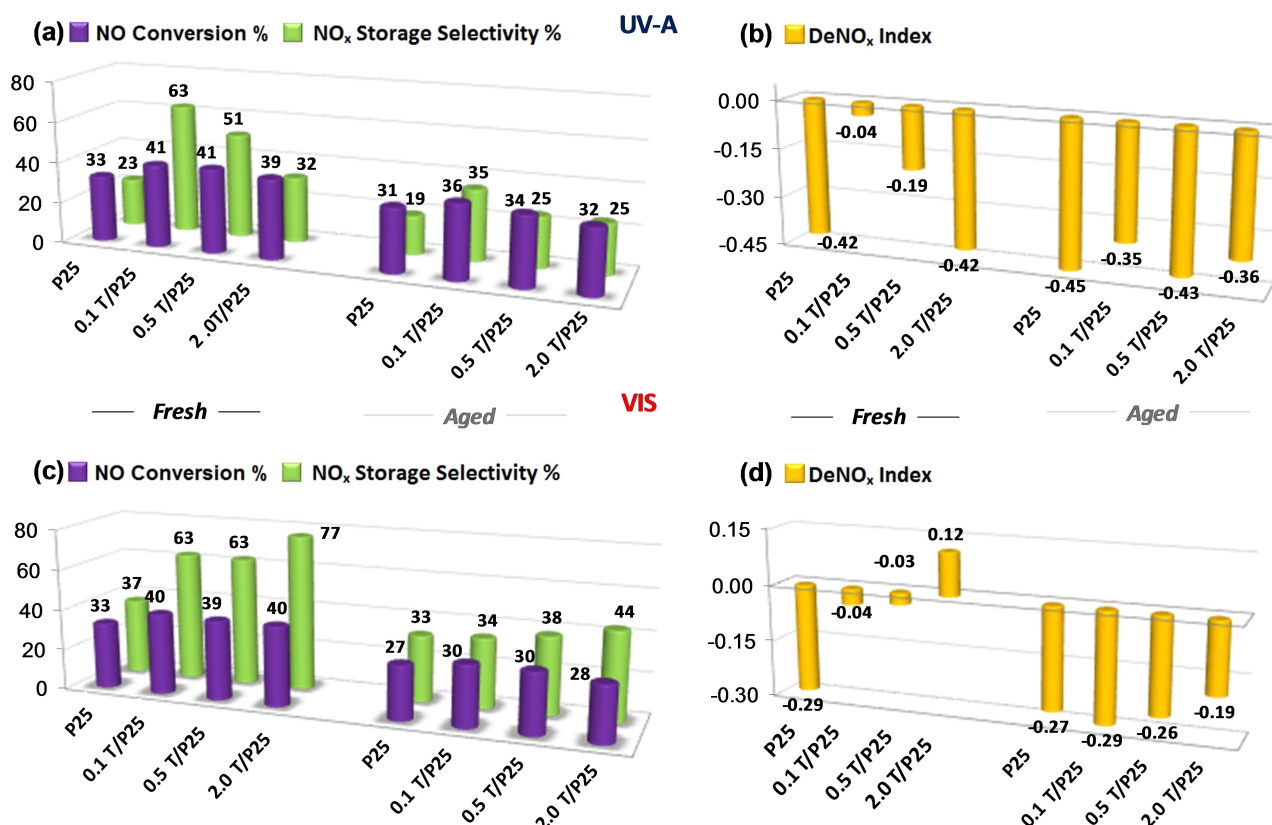 (a) NO Conversion % NOx Storage Selectivity % UV-A
80
60
40
20
0
33 23 41 63 41 51 39 32 31 19 36 35 34 25 32 25
P25 0.1 T/P25 0.5 T/P25 2 .0T/P25 P25 0.1 T/P25 0.5 T/P25 2.0 T/P25
Fresh Aged
(b) DeNOx Index
0.00
-0.15
-0.30
-0.45
-0.42 -0.04 -0.19 -0.42 -0.45 -0.35 -0.43 -0.36
P25 0.1 T/P25 0.5 T/P25 2.0 T/P25 P25 0.1 T/P25 0.5 T/P25 2.0 T/P25
Fresh Aged
VIS
(c) NO Conversion % NOx Storage Selectivity %
80
60
40
20
0
33 37 40 63 39 63 40 77 27 33 30 34 30 38 28 44
P25 0.1 T/P25 0.5 T/P25 2.0 T/P25 P25 0.1 T/P25 0.5 T/P25 2.0 T/P25
(d) DeNOx Index
0.15
0.00
-0.15
-0.30
-0.29 -0.04 -0.03 0.12 -0.27 -0.29 -0.26 -0.19
P25 0.1 T/P25 0.5 T/P25 2.0 T/P25 P25 0.1 T/P25 0.5 T/P25 2.0 T/P25